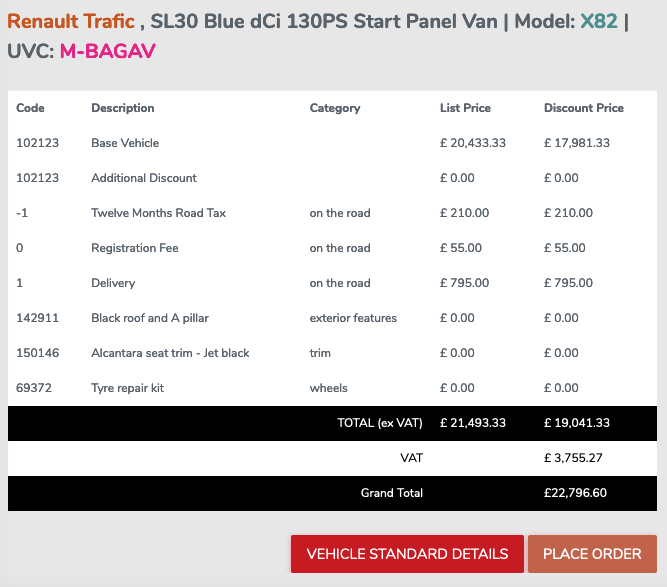 Renault Trafic , SL30 Blue dCi 130PS Start Panel Van | Model: X82 |
UVC: M-BAGAV
Code Description Category List Price Discount Price
102123 Base Vehicle £ 20,433.33 £ 17,981.33
102123 Additional Discount £ 0.00 £ 0.00
-1 Twelve Months Road Tax on the road £ 210.00 £ 210.00
0 Registration Fee on the road £ 55.00 £ 55.00
1 Delivery on the road £ 795.00 £ 795.00
142911 Black roof and A pillar exterior features £ 0.00 £ 0.00
150146 Alcantara seat trim - Jet black trim £ 0.00 £ 0.00
69372 Tyre repair kit wheels £ 0.00 £ 0.00
TOTAL (ex VAT) £ 21,493.33 £ 19,041.33
VAT £ 3,755.27
Grand Total £22,796.60
VEHICLE STANDARD DETAILS PLACE ORDER